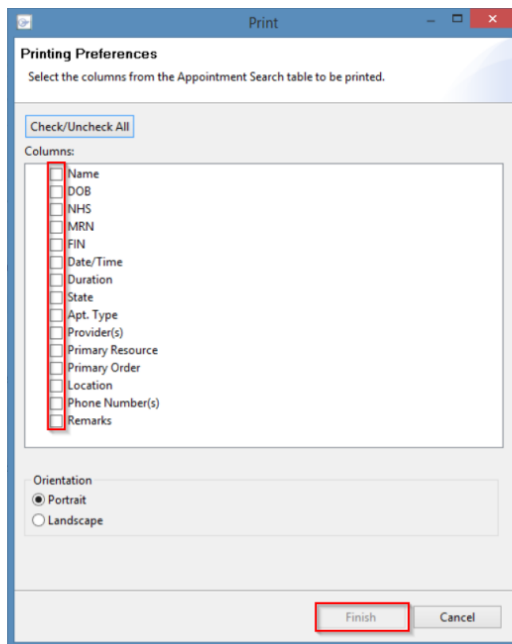 Print
Printing Preferences
Select the columns from the Appointment Search table to be printed.
Check/Uncheck All
Columns:
Name
DOB
NHS
MRN
FIN
Date/Time
Duration
State
Apt. Type
Provider(s)
Primary Resource
Primary Order
Location
Phone Number(s)
Remarks
Orientation
Portrait
Landscape
Finish
Cancel